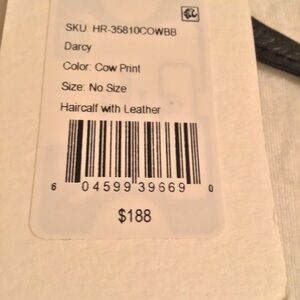 SKU: HR-35810COWBB
Darcy
Color: Cow Print
Size: No Size
Haircalf with Leather
6 04599 39669 0
$188